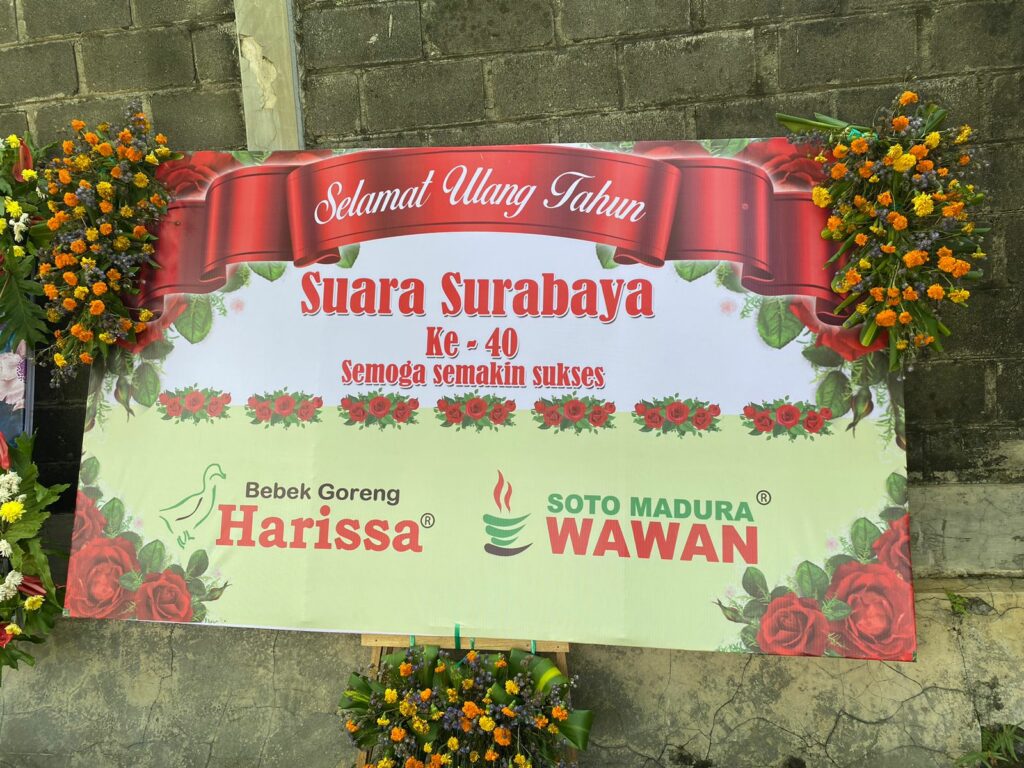 Selamat Ulang Tahun
Suara Surabaya
Ke - 40
Semoga semakin sukses
Bebek Goreng
Harissa®
SOTO MADURA®
WAWAN